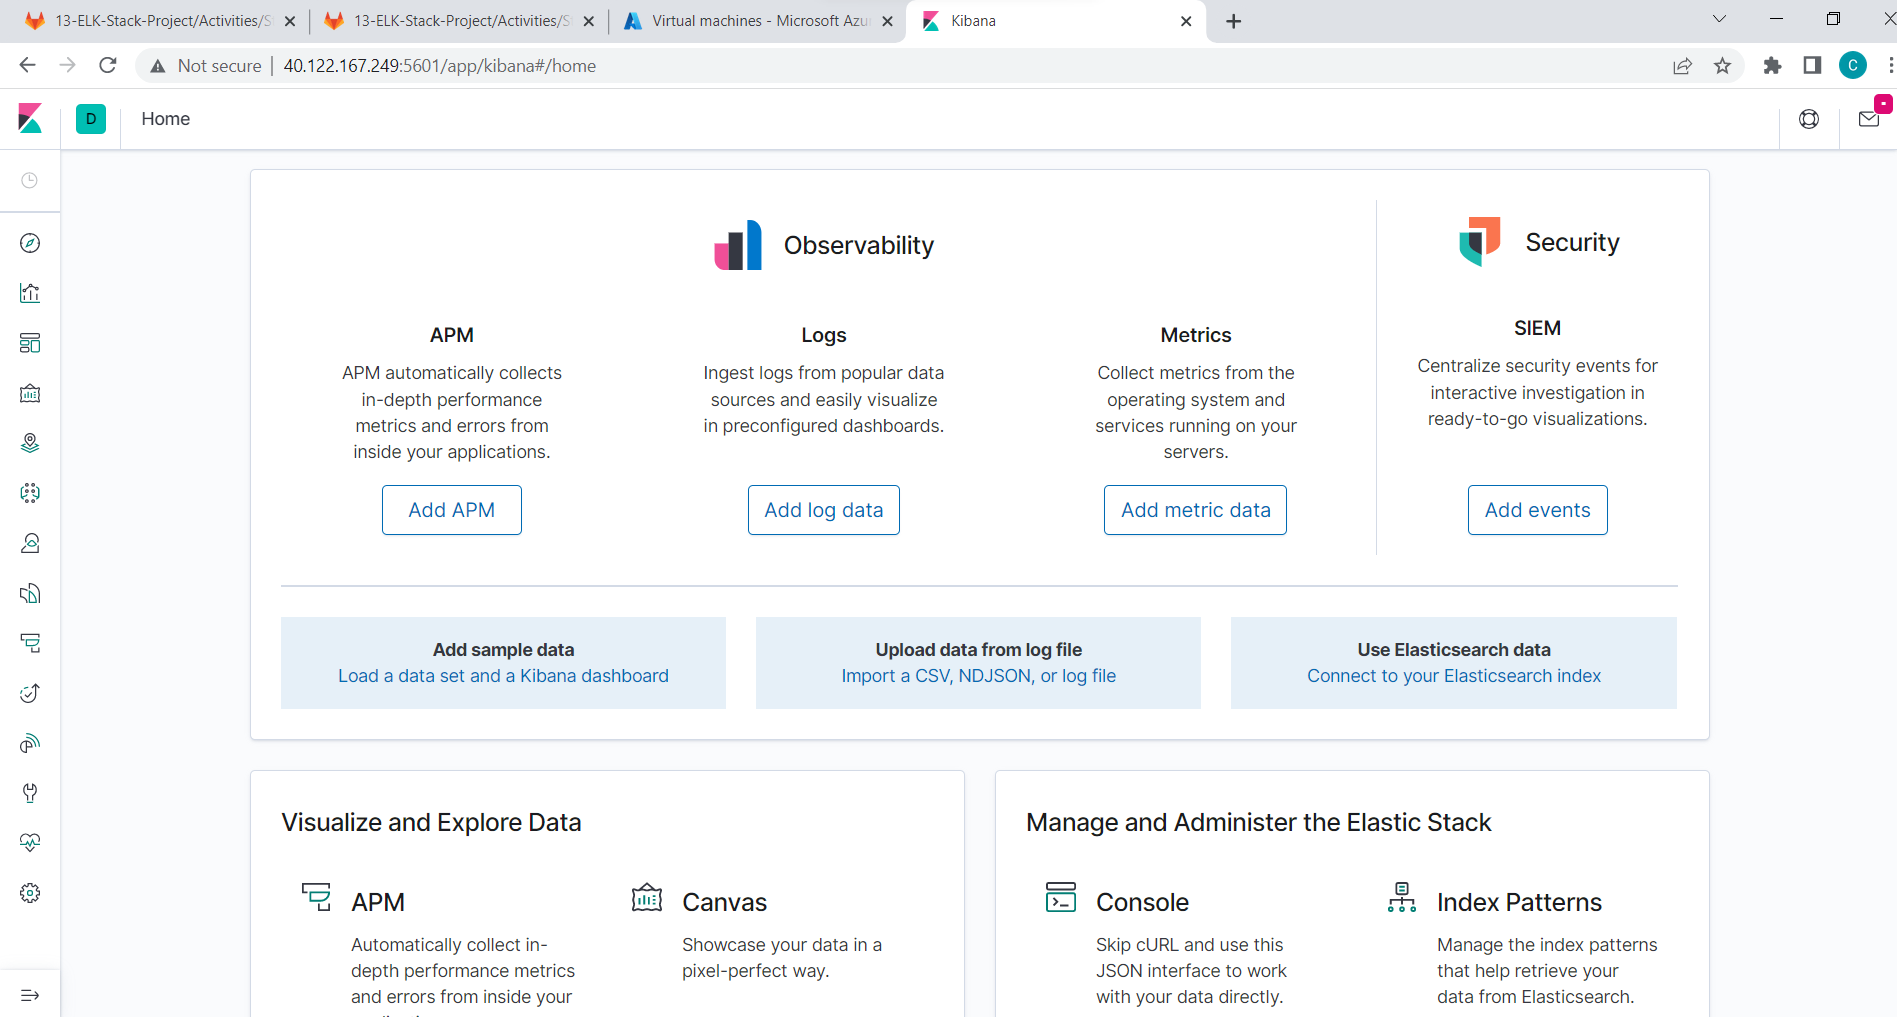 13-ELK-Stack-Project/Activities/S
13-ELK-Stack-Project/Activities/S
Virtual machines - Microsoft Azu
Kibana
Not secure
40.122.167.249:5601/app/kibana#/home
C
D
Home
Observability
Security
APM
APM automatically collects
in-depth performance
metrics and errors from
inside your applications.
Add APM
Logs
Ingest logs from popular data
sources and easily visualize
in preconfigured dashboards.
Add log data
Metrics
Collect metrics from the
operating system and
services running on your
servers.
Add metric data
SIEM
Centralize security events for
interactive investigation in
ready-to-go visualizations.
Add events
Add sample data
Load a data set and a Kibana dashboard
Upload data from log file
Import a CSV, NDJSON, or log file
Use Elasticsearch data
Connect to your Elasticsearch index
Visualize and Explore Data
APM
Automatically collect in-
depth performance metrics
and errors from inside your
Canvas
Showcase your data in a
pixel-perfect way.
Manage and Administer the Elastic Stack
Console
Skip cURL and use this
JSON interface to work
with your data directly.
Index Patterns
Manage the index patterns
that help retrieve your
data from Elasticsearch.